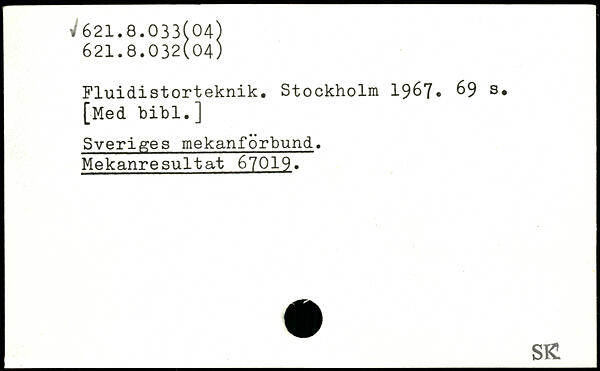 ✓621.8.033(04)
621.8.032(04)
Fluidistorteknik. Stockholm 1967. 69 s.
[Med bibl.]
Sveriges mekanförbund.
Mekanresultat 67019.
SK